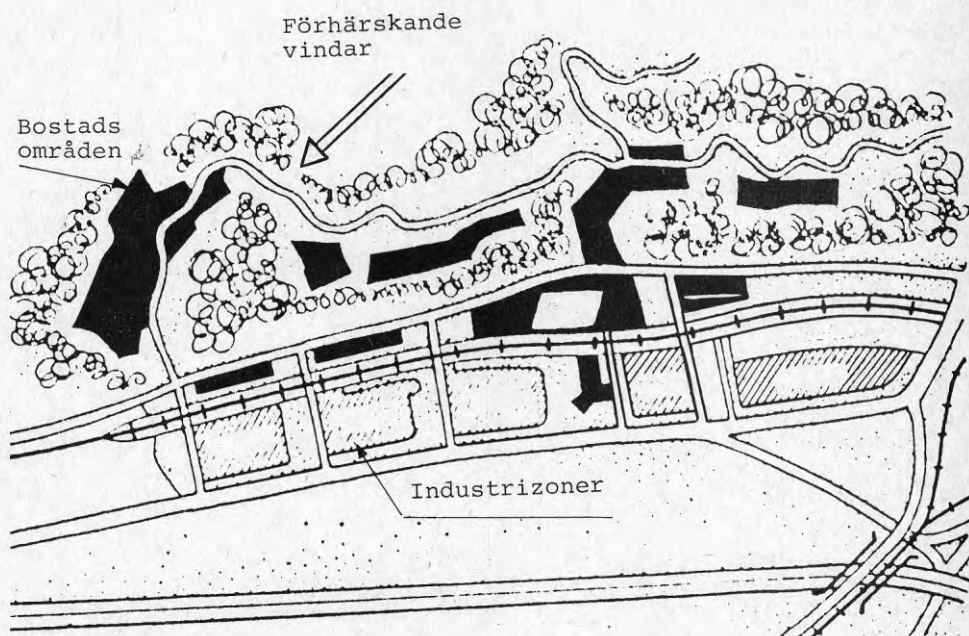 Förhärskande
vindar
Bostads
områden
Industrizoner